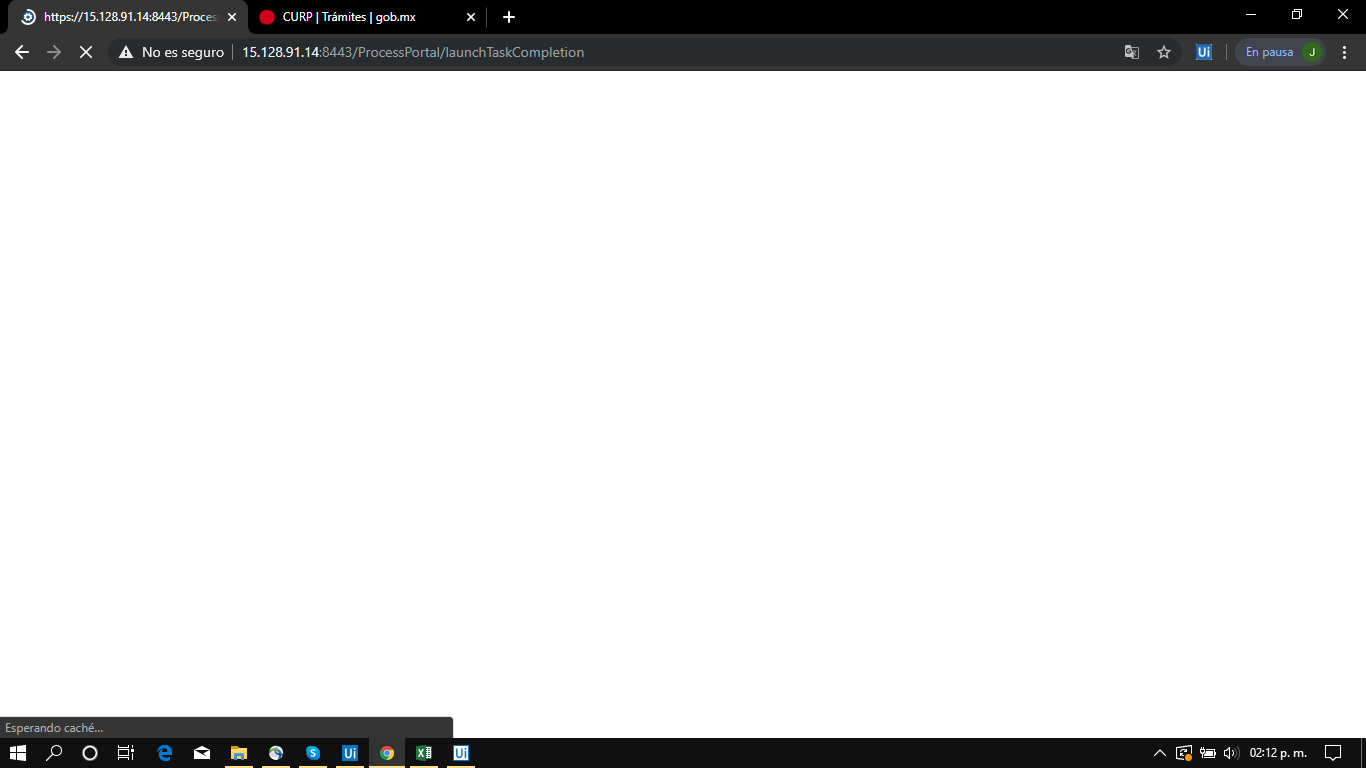 https://15.128.91.14:8443/Proces
CURP | Trámites | gob.mx
No es seguro
15.128.91.14:8443/ProcessPortal/launchTaskCompletion
Ui
En pausa
J
Esperando caché...
S
Ui
Ui
02:12 p. m.